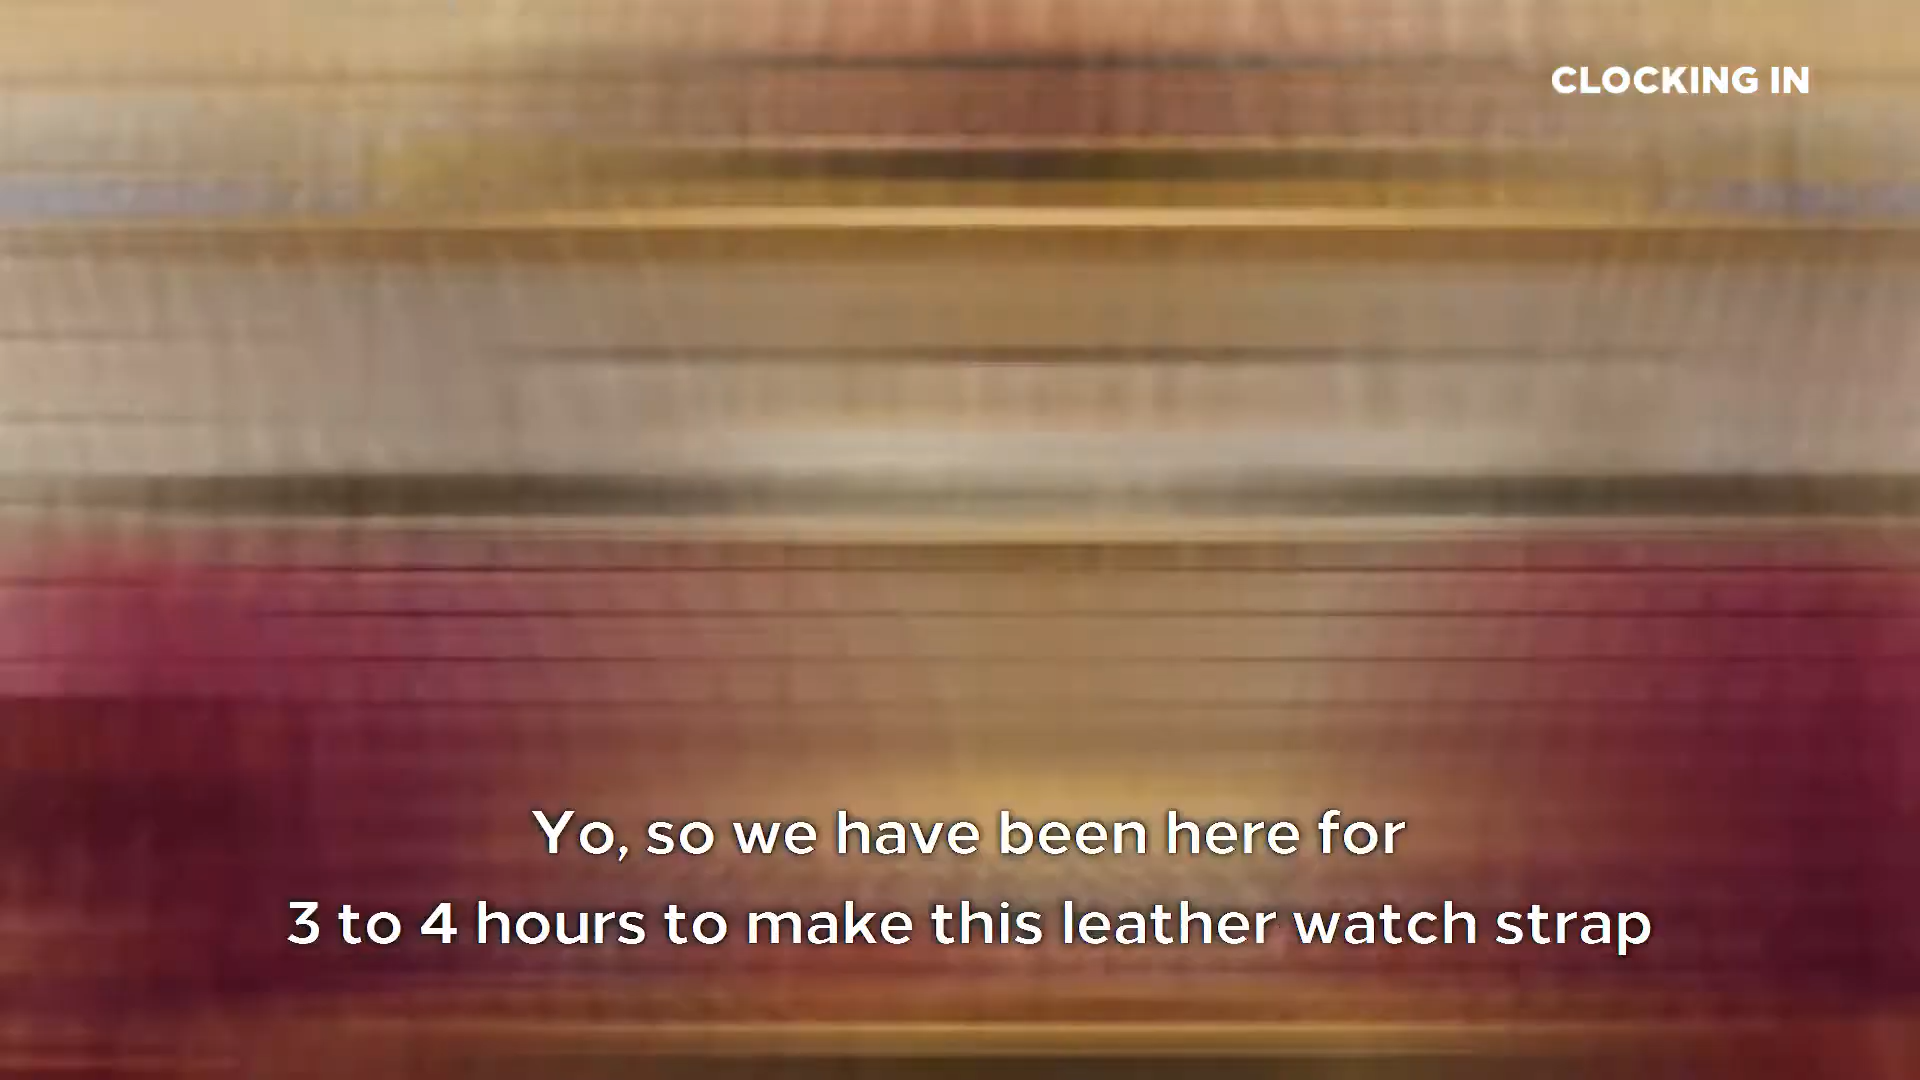 CLOCKING IN
Yo, so we have been here for
3 to 4 hours to make this leather watch strap